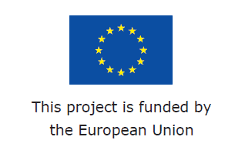 This project is funded by
the European Union